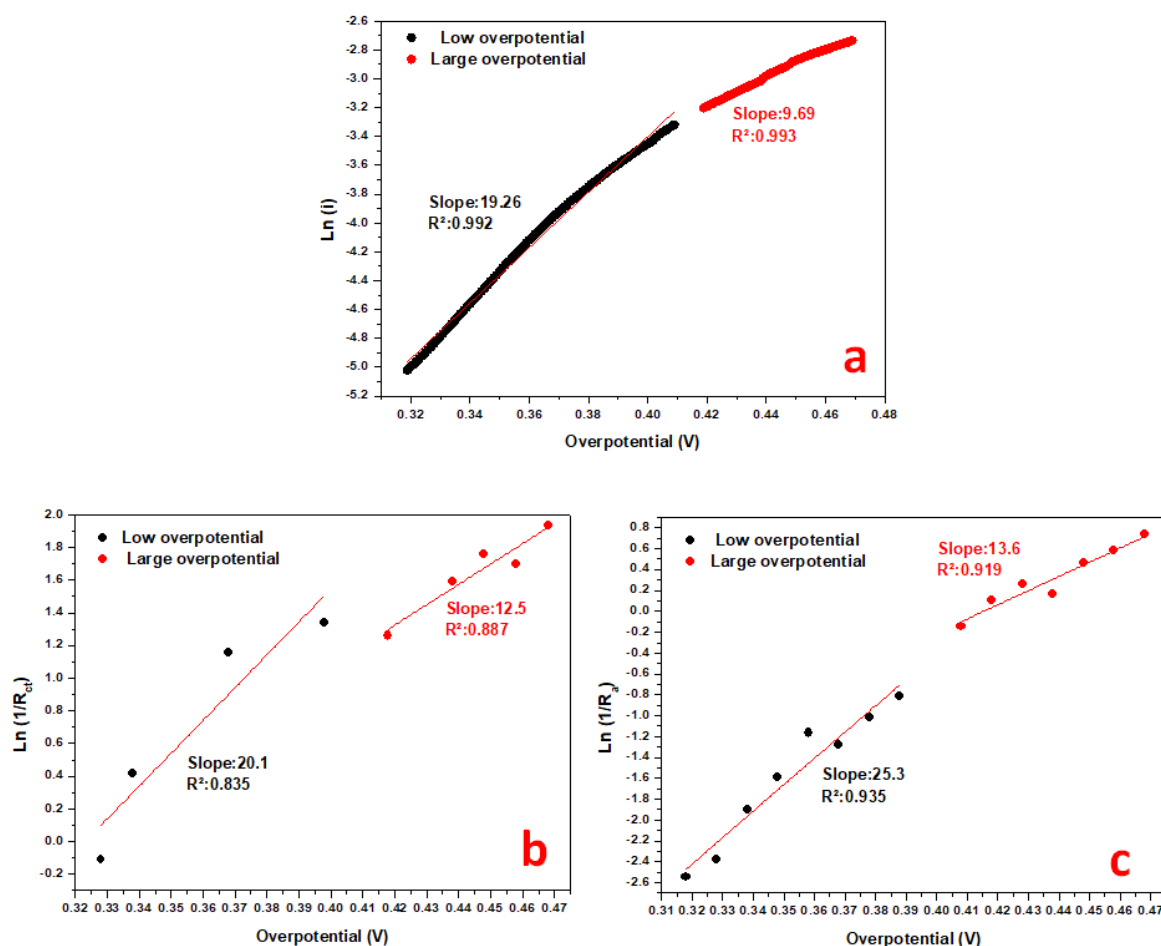 Low overpotential
Large overpotential
Slope:9.69
R²:0.993
Slope:19.26
R²:0.992
a
Ln (i)
-2.6
-2.8
-3.0
-3.2
-3.4
-3.6
-3.8
-4.0
-4.2
-4.4
-4.6
-4.8
-5.0
-5.2
0.32 0.34 0.36 0.38 0.40 0.42 0.44 0.46 0.48
Overpotential (V)
Low overpotential
Large overpotential
Slope:12.5
R²:0.887
Slope:20.1
R²:0.835
b
Ln (1/Rct)
2.0
1.8
1.6
1.4
1.2
1.0
0.8
0.6
0.4
0.2
0.0
-0.2
0.32 0.33 0.34 0.35 0.36 0.37 0.38 0.39 0.40 0.41 0.42 0.43 0.44 0.45 0.46 0.47
Overpotential (V)
Low overpotential
Large overpotential
Slope:13.6
R²:0.919
Slope:25.3
R²:0.935
c
Ln (1/Ra)
0.8
0.6
0.4
0.2
0.0
-0.2
-0.4
-0.6
-0.8
-1.0
-1.2
-1.4
-1.6
-1.8
-2.0
-2.2
-2.4
-2.6
0.31 0.32 0.33 0.34 0.35 0.36 0.37 0.38 0.39 0.40 0.41 0.42 0.43 0.44 0.45 0.46 0.47
Overpotential (V)